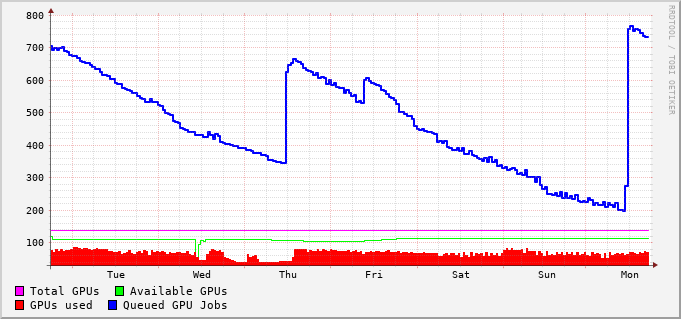 800
700
600
500
400
300
200
100
Tue Wed Thu Fri Sat Sun Mon
Total GPUs Available GPUs
GPUs used Queued GPU Jobs
RRDTOOL / TOBI OETIKER